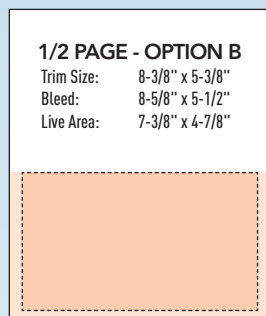 1/2 PAGE - OPTION B
Trim Size: 8-3/8" x 5-3/8"
Bleed: 8-5/8" x 5-1/2"
Live Area: 7-3/8" x 4-7/8"